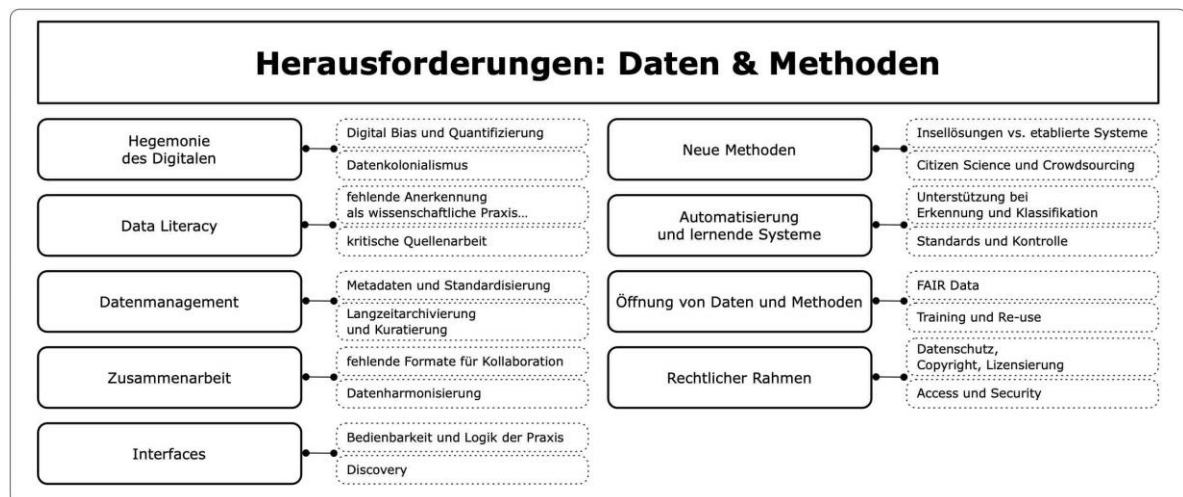 Herausforderungen: Daten & Methoden
Hegemonie
des Digitalen
Digital Bias und Quantifizierung
Datenkolonialismus
Data Literacy
fehlende Anerkennung
als wissenschaftliche Praxis...
kritische Quellenarbeit
Datenmanagement
Metadaten und Standardisierung
Langzeitarchivierung
und Kuratierung
Zusammenarbeit
fehlende Formate für Kollaboration
Datenharmonisierung
Interfaces
Bedienbarkeit und Logik der Praxis
Discovery
Neue Methoden
Insellösungen vs. etablierte Systeme
Citizen Science und Crowdsourcing
Automatisierung
und lernende Systeme
Unterstützung bei
Erkennung und Klassifikation
Standards und Kontrolle
Öffnung von Daten und Methoden
FAIR Data
Training und Re-use
Rechtlicher Rahmen
Datenschutz,
Copyright, Lizensierung
Access und Security